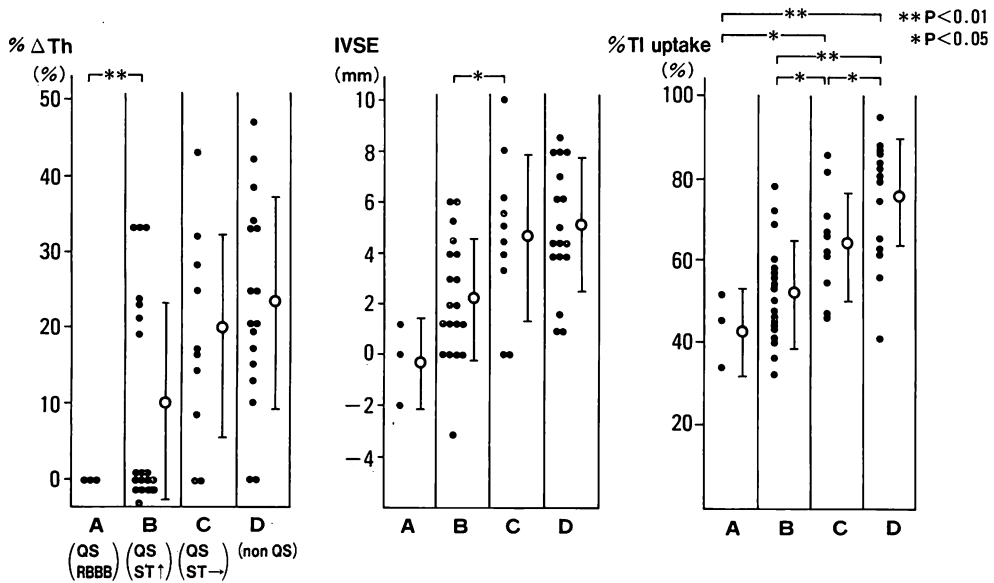 % ΔTh
(%)
**
50
40
30
20
10
0
A
B
C
D
(QS RBBB)
(QS ST↑)
(QS ST→)
(non QS)
IVSE
(mm)
*
10
8
6
4
2
0
−2
−4
A
B
C
D
%Tl uptake
(%)
**
*
**
*
*
**P<0.01
*P<0.05
100
80
60
40
20
A
B
C
D